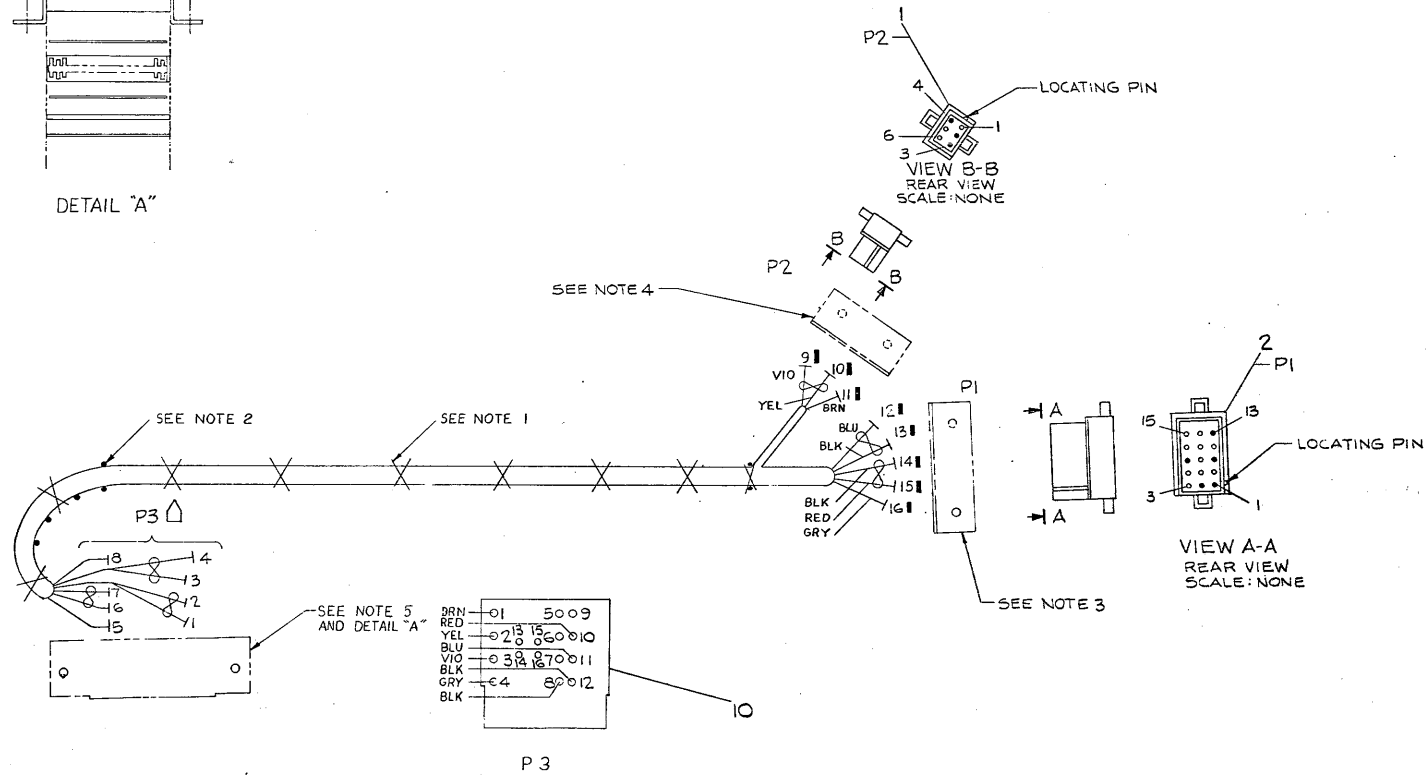 1
P2
4
LOCATING PIN
1
6
3
VIEW B-B
REAR VIEW
SCALE: NONE
DETAIL "A"
B
P2
B
SEE NOTE 4
2
P1
9
VIO
10
P1
11
YEL
BRN
A
15
13
SEE NOTE 2
SEE NOTE 1
12
BLU
13
BLK
LOCATING PIN
14
15
3
1
BLK
P3
16
RED
A
GRY
VIEW A-A
REAR VIEW
SCALE: NONE
8
4
3
7
2
6
1
5
SEE NOTE 5
AND DETAIL "A"
SEE NOTE 3
BRN 1 5 9
RED
YEL 2 13 15 6 10
BLU
VIO 3 14 16 7 11
BLK
GRY 4 8 12
BLK
10
P 3